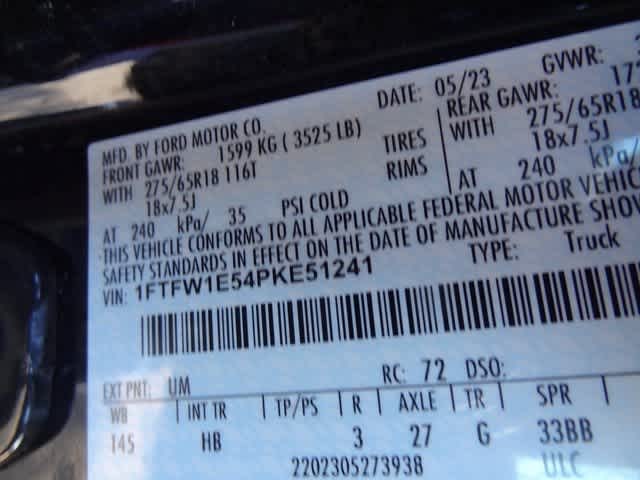 DATE: 05/23 GVWR:
MFD. BY FORD MOTOR CO.
FRONT GAWR: 1599 KG ( 3525 LB) REAR GAWR:
WITH 275/65R18 116T TIRES WITH 275/65R18
18x7.5J RIMS 18x7.5J
AT 240 kPa/ 35 PSI COLD AT 240 kPa/
THIS VEHICLE CONFORMS TO ALL APPLICABLE FEDERAL MOTOR
SAFETY STANDARDS IN EFFECT ON THE DATE OF MANUFACTURE
VIN: 1FTFW1E54PKE51241 TYPE: Truck
EXT PNT: UM RC: 72 DSO:
WB | INT TR | TP/PS | R | AXLE | TR | SPR
145 HB 3 27 G 33BB
2202305273938 ULC